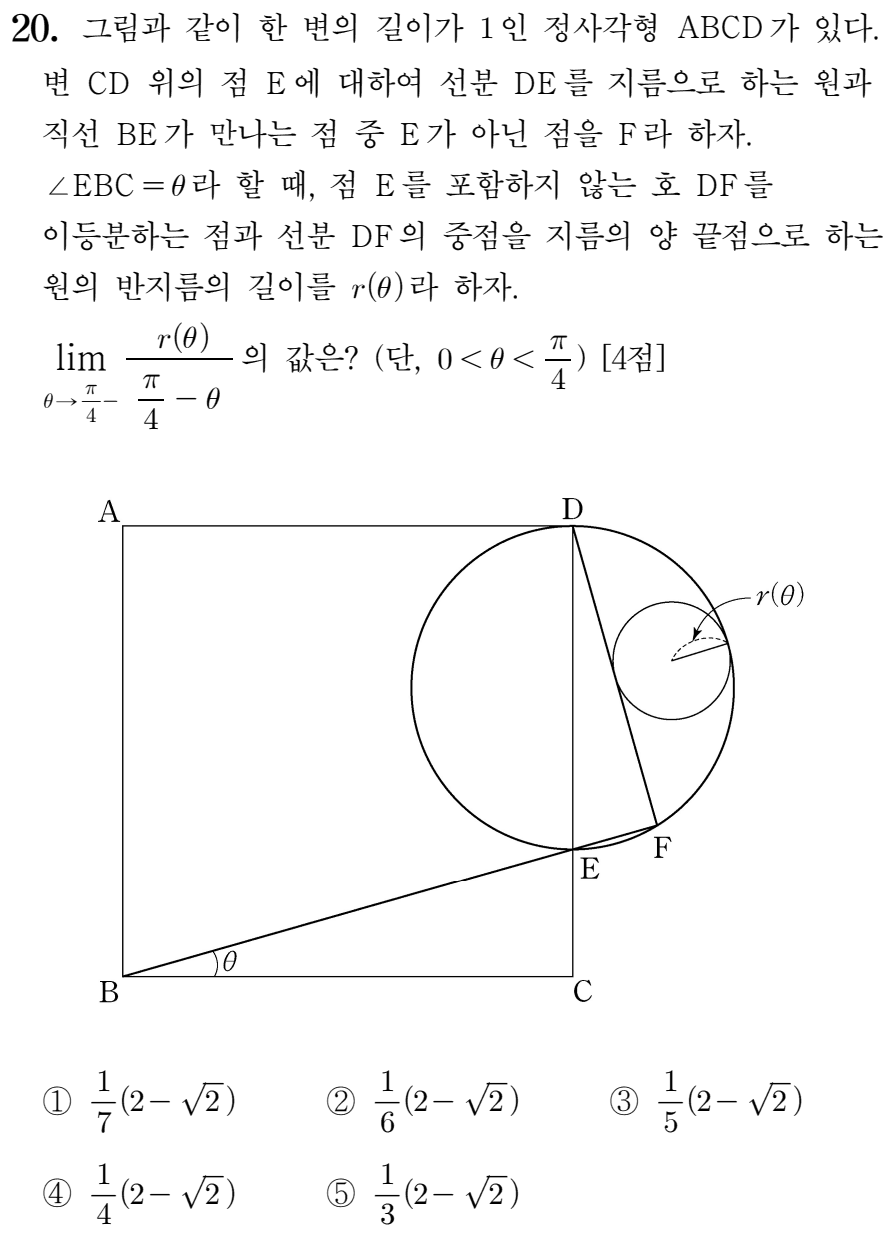 20. 그림과 같이 한 변의 길이가 1인 정사각형 ABCD가 있다.
변 CD 위의 점 E에 대하여 선분 DE를 지름으로 하는 원과
직선 BE가 만나는 점 중 E가 아닌 점을 F라 하자.
∠EBC=θ라 할 때, 점 E를 포함하지 않는 호 DF를
이등분하는 점과 선분 DF의 중점을 지름의 양 끝점으로 하는
원의 반지름의 길이를 r(θ)라 하자.
lim_{θ→π/4−} r(θ)/(π/4−θ) 의 값은? (단, 0<θ<π/4) [4점]
A
D
r(θ)
F
E
θ
B
C
① 1/7(2−√2) ② 1/6(2−√2) ③ 1/5(2−√2)
④ 1/4(2−√2) ⑤ 1/3(2−√2)